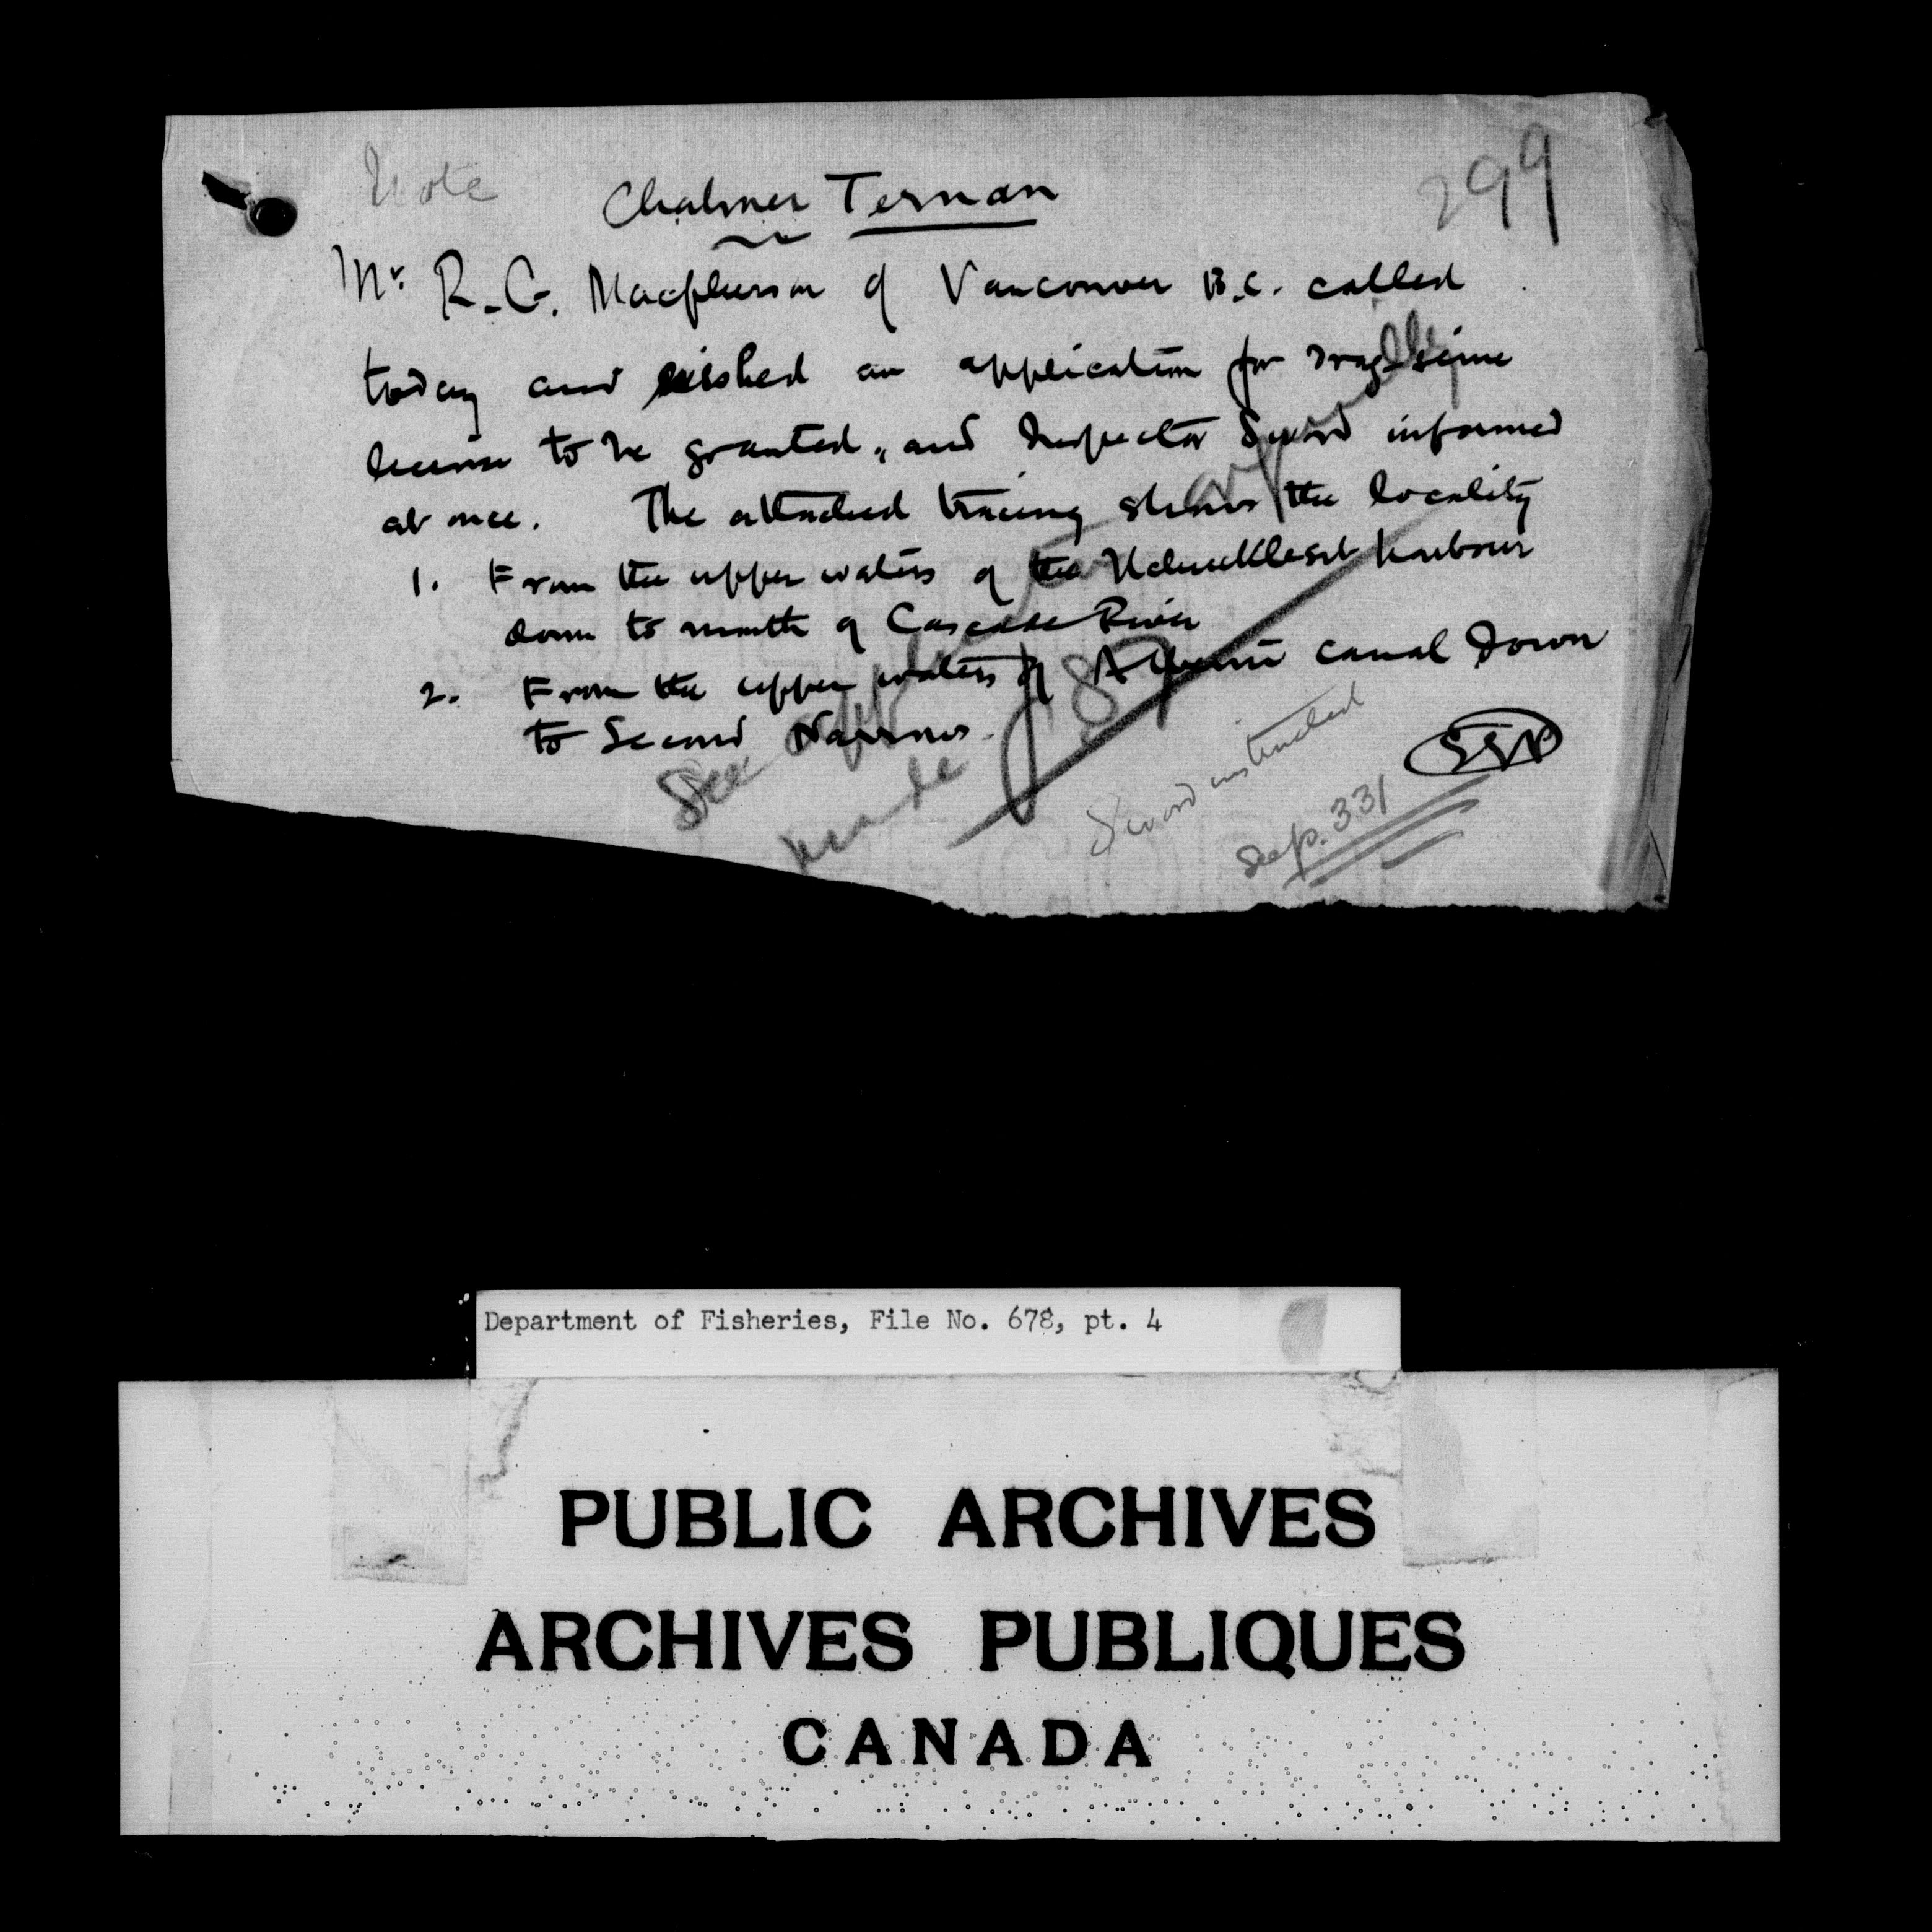 Note
Chalmer Ternan
299
Mr. R. G. Macpherson of Vancouver B.C. called
today and wished an application for drag seine
license to be granted, and Inspector Sword informed
at once. The attached tracing shows the locality
1. From the upper waters of the Uchucklesit harbour
down to mouth of Cascade River
2. From the upper waters of Alberni canal down
to Second Narrows.
See
made
Sword instructed
See p. 331
Department of Fisheries, File No. 678, pt. 4
PUBLIC ARCHIVES
ARCHIVES PUBLIQUES
CANADA